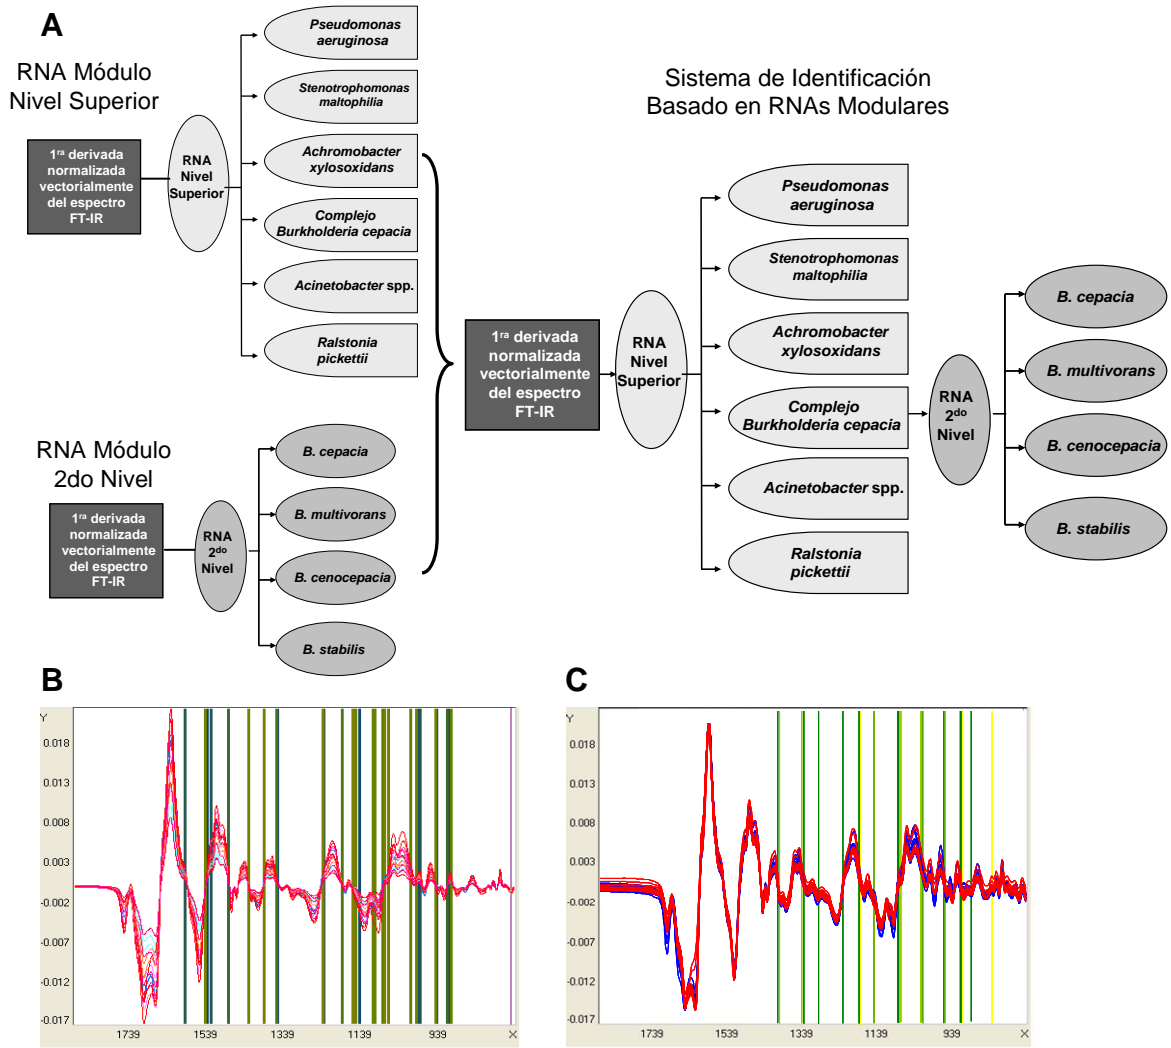 A
RNA Módulo
Nivel Superior
1ra derivada
normalizada
vectorialmente
del espectro
FT-IR
RNA
Nivel
Superior
Pseudomonas
aeruginosa
Stenotrophomonas
maltophilia
Achromobacter
xylosoxidans
Complejo
Burkholderia cepacia
Acinetobacter spp.
Ralstonia
pickettii
RNA Módulo
2do Nivel
1ra derivada
normalizada
vectorialmente
del espectro
FT-IR
RNA
2do
Nivel
B. cepacia
B. multivorans
B. cenocepacia
B. stabilis
Sistema de Identificación
Basado en RNAs Modulares
1ra derivada
normalizada
vectorialmente
del espectro
FT-IR
RNA
Nivel
Superior
Pseudomonas
aeruginosa
Stenotrophomonas
maltophilia
Achromobacter
xylosoxidans
Complejo
Burkholderia cepacia
Acinetobacter spp.
Ralstonia
pickettii
RNA
2do
Nivel
B. cepacia
B. multivorans
B. cenocepacia
B. stabilis
B
Y
0.018
0.013
0.008
0.003
-0.002
-0.007
-0.012
-0.017
1739 1539 1339 1139 939 X
C
Y
0.018
0.013
0.008
0.003
-0.002
-0.007
-0.012
-0.017
1739 1539 1339 1139 939 X